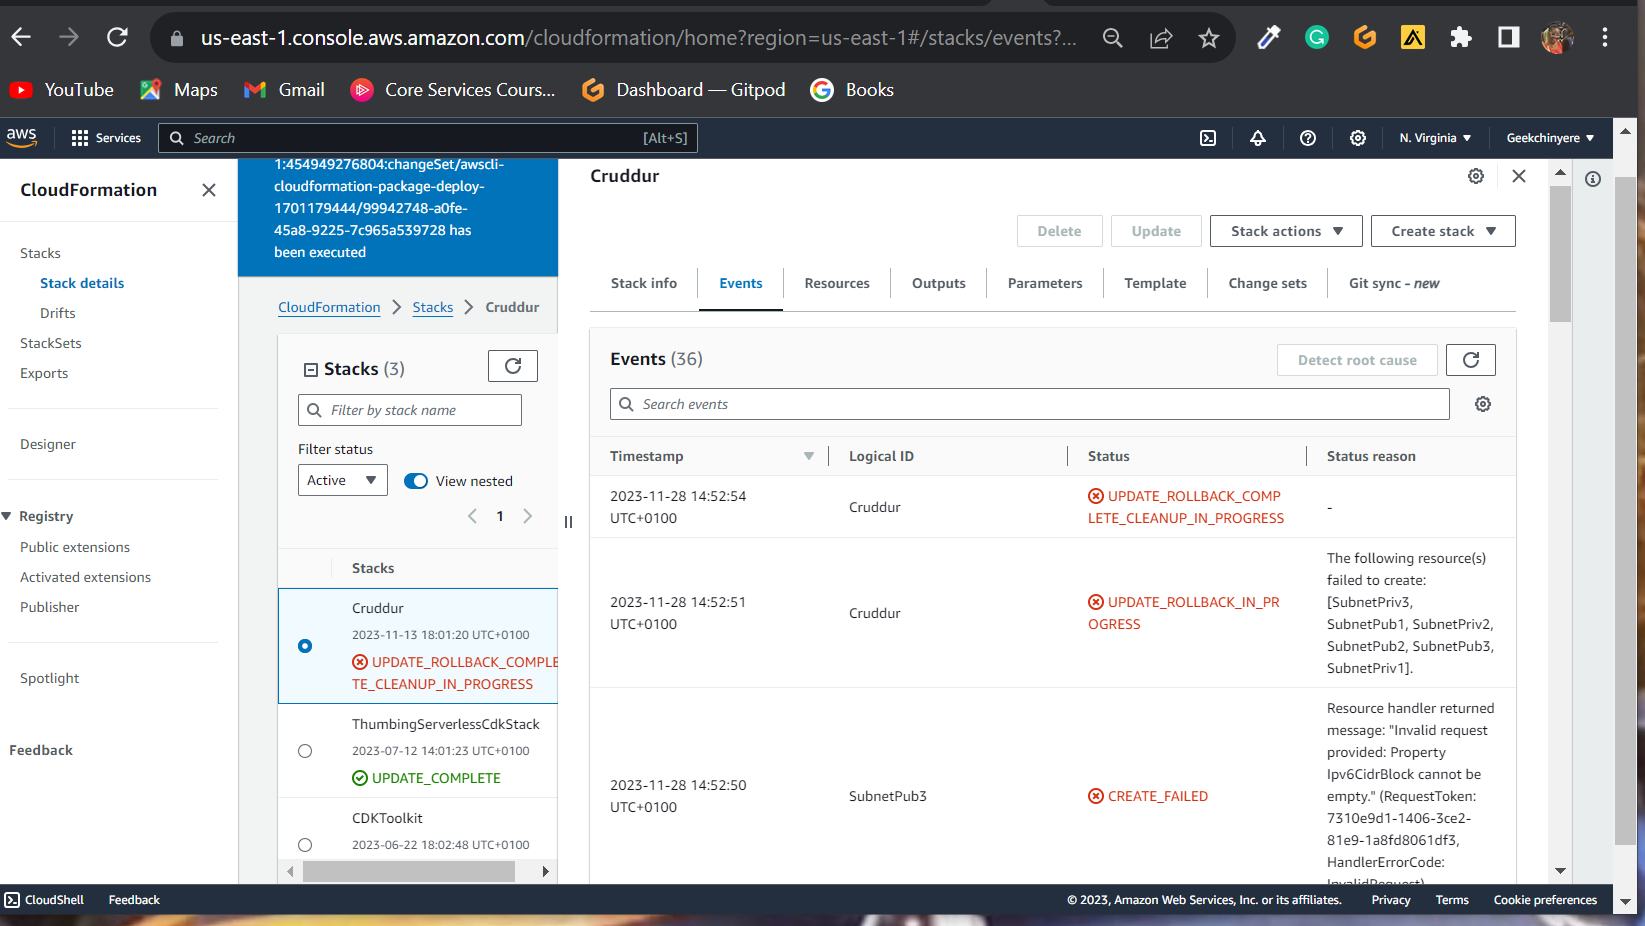 us-east-1.console.aws.amazon.com/cloudformation/home?region=us-east-1#/stacks/events?...
YouTube
Maps
Gmail
Core Services Cours...
Dashboard — Gitpod
Books
aws
Services
Search
[Alt+S]
N. Virginia
Geekchinyere
CloudFormation
Stacks
Stack details
Drifts
StackSets
Exports
Designer
Registry
Public extensions
Activated extensions
Publisher
Spotlight
Feedback
1:454949276804:changeSet/awscli-
cloudformation-package-deploy-
1701179444/99942748-a0fe-
45a8-9225-7c965a539728 has
been executed
CloudFormation
Stacks
Cruddur
Stacks (3)
Filter by stack name
Filter status
Active
View nested
1
Stacks
Cruddur
2023-11-13 18:01:20 UTC+0100
UPDATE_ROLLBACK_COMPLE
TE_CLEANUP_IN_PROGRESS
ThumbingServerlessCdkStack
2023-07-12 14:01:23 UTC+0100
UPDATE_COMPLETE
CDKToolkit
2023-06-22 18:02:48 UTC+0100
Cruddur
Delete
Update
Stack actions
Create stack
Stack info
Events
Resources
Outputs
Parameters
Template
Change sets
Git sync - new
Events (36)
Detect root cause
Search events
Timestamp
Logical ID
Status
Status reason
2023-11-28 14:52:54
UTC+0100
Cruddur
UPDATE_ROLLBACK_COMP
LETE_CLEANUP_IN_PROGRESS
-
2023-11-28 14:52:51
UTC+0100
Cruddur
UPDATE_ROLLBACK_IN_PR
OGRESS
The following resource(s)
failed to create:
[SubnetPriv3,
SubnetPub1, SubnetPriv2,
SubnetPub2, SubnetPub3,
SubnetPriv1].
2023-11-28 14:52:50
UTC+0100
SubnetPub3
CREATE_FAILED
Resource handler returned
message: "Invalid request
provided: Property
Ipv6CidrBlock cannot be
empty." (RequestToken:
7310e9d1-1406-3ce2-
81e9-1a8fd8061df3,
HandlerErrorCode:
InvalidRequest)
CloudShell
Feedback
© 2023, Amazon Web Services, Inc. or its affiliates.
Privacy
Terms
Cookie preferences